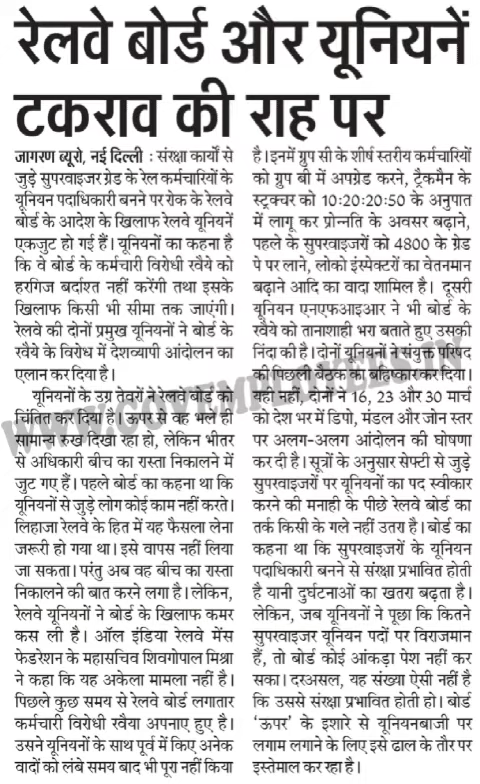 रेलवे बोर्ड और यूनियनें
टकराव की राह पर
जागरण ब्यूरो, नई दिल्ली : संरक्षा कार्यों से
जुड़े सुपरवाइजर ग्रेड के रेल कर्मचारियों के
यूनियन पदाधिकारी बनने पर रोक के रेलवे
बोर्ड के आदेश के खिलाफ रेलवे यूनियनें
एकजुट हो गई हैं। यूनियनों का कहना है
कि वे बोर्ड के कर्मचारी विरोधी रवैये को
हरगिज बर्दाश्त नहीं करेंगी तथा इसके
खिलाफ किसी भी सीमा तक जाएंगी।
रेलवे की दोनों प्रमुख यूनियनों ने बोर्ड के
रवैये के विरोध में देशव्यापी आंदोलन का
एलान कर दिया है।
यूनियनों के उग्र तेवरों ने रेलवे बोर्ड को
चिंतित कर दिया है। ऊपर से वह भले ही
सामान्य रुख दिखा रहा हो, लेकिन भीतर
से अधिकारी बीच का रास्ता निकालने में
जुट गए हैं। पहले बोर्ड का कहना था कि
यूनियनों से जुड़े लोग कोई काम नहीं करते।
लिहाजा रेलवे के हित में यह फैसला लेना
जरूरी हो गया था। इसे वापस नहीं लिया
जा सकता। परंतु अब वह बीच का रास्ता
निकालने की बात करने लगा है। लेकिन,
रेलवे यूनियनों ने बोर्ड के खिलाफ कमर
कस ली है। ऑल इंडिया रेलवे मेंस
फेडरेशन के महासचिव शिवगोपाल मिश्रा
ने कहा कि यह अकेला मामला नहीं है।
पिछले कुछ समय से रेलवे बोर्ड लगातार
कर्मचारी विरोधी रवैया अपनाए हुए है।
उसने यूनियनों के साथ पूर्व में किए अनेक
वादों को लंबे समय बाद भी पूरा नहीं किया
है। इनमें ग्रुप सी के शीर्ष स्तरीय कर्मचारियों
को ग्रुप बी में अपग्रेड करने, ट्रैकमैन के
स्ट्रक्चर को 10:20:20:50 के अनुपात
में लागू कर प्रोन्नति के अवसर बढ़ाने,
पहले के सुपरवाइजरों को 4800 के ग्रेड
पे पर लाने, लोको इंस्पेक्टरों का वेतनमान
बढ़ाने आदि का वादा शामिल है। दूसरी
यूनियन एनएफआइआर ने भी बोर्ड के
रवैये को तानाशाही भरा बताते हुए उसकी
निंदा की है। दोनों यूनियनों ने संयुक्त परिषद
की पिछली बैठक का बहिष्कार कर दिया।
यही नहीं, दोनों ने 16, 23 और 30 मार्च
को देश भर में डिपो, मंडल और जोन स्तर
पर अलग-अलग आंदोलन की घोषणा
कर दी है। सूत्रों के अनुसार सेफ्टी से जुड़े
सुपरवाइजरों पर यूनियनों का पद स्वीकार
करने की मनाही के पीछे रेलवे बोर्ड का
तर्क किसी के गले नहीं उतरा है। बोर्ड का
कहना था कि सुपरवाइजरों के यूनियन
पदाधिकारी बनने से संरक्षा प्रभावित होती
है यानी दुर्घटनाओं का खतरा बढ़ता है।
लेकिन, जब यूनियनों ने पूछा कि कितने
सुपरवाइजर यूनियन पदों पर विराजमान
हैं, तो बोर्ड कोई आंकड़ा पेश नहीं कर
सका। दरअसल, यह संख्या ऐसी नहीं है
कि उससे संरक्षा प्रभावित होती हो। बोर्ड
'ऊपर' के इशारे से यूनियनबाजी पर
लगाम लगाने के लिए इसे ढाल के तौर पर
इस्तेमाल कर रहा है।
WWW.GOVEMPLOYEES.IN